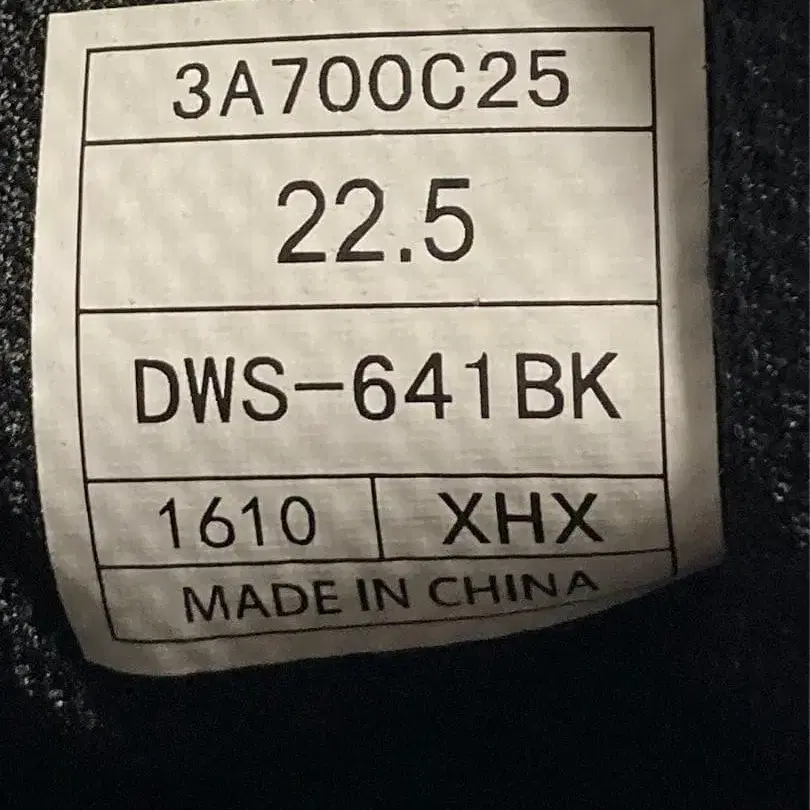 3A700C25
22.5
DWS-641BK
1610 XHX
MADE IN CHINA